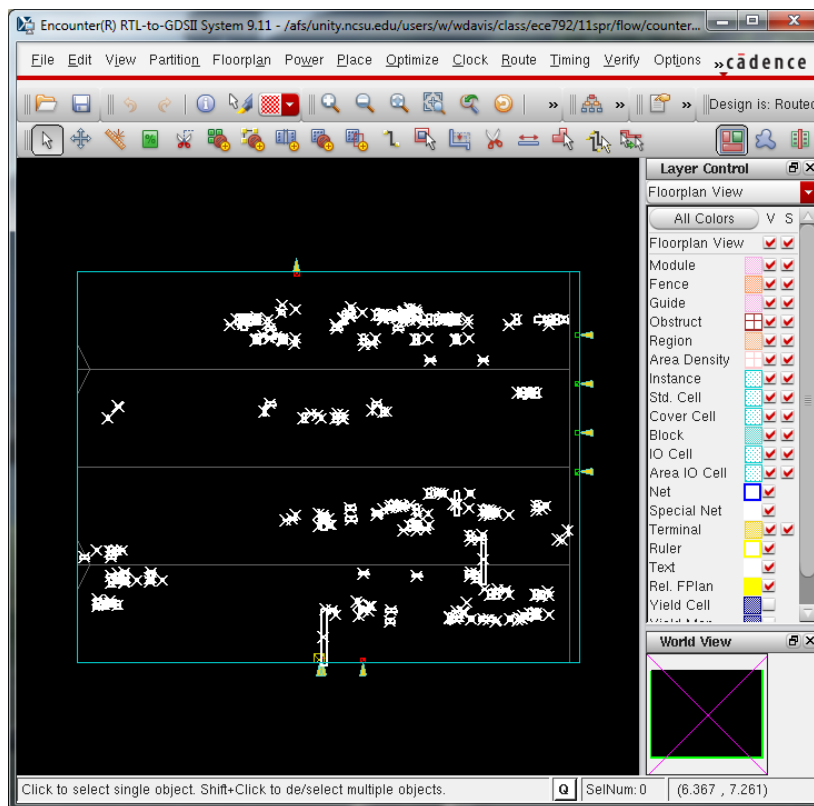 Encounter(R) RTL-to-GDSII System 9.11 - /afs/unity.ncsu.edu/users/w/wdavis/class/ece792/11spr/flow/counter...
File Edit View Partition Floorplan Power Place Optimize Clock Route Timing Verify Options » cādence
» » » Design is: Routed
Layer Control
Floorplan View
All Colors V S
Floorplan View
Module
Fence
Guide
Obstruct
Region
Area Density
Instance
Std. Cell
Cover Cell
Block
IO Cell
Area IO Cell
Net
Special Net
Terminal
Ruler
Text
Rel. FPlan
Yield Cell
World View
Click to select single object. Shift+Click to de/select multiple objects. Q SelNum: 0 (6.367 , 7.261)